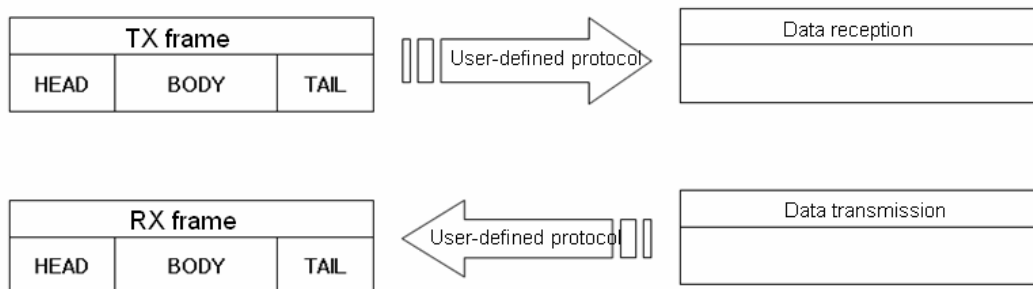 TX frame
HEAD BODY TAIL
User-defined protocol
Data reception
RX frame
HEAD BODY TAIL
User-defined protocol
Data transmission